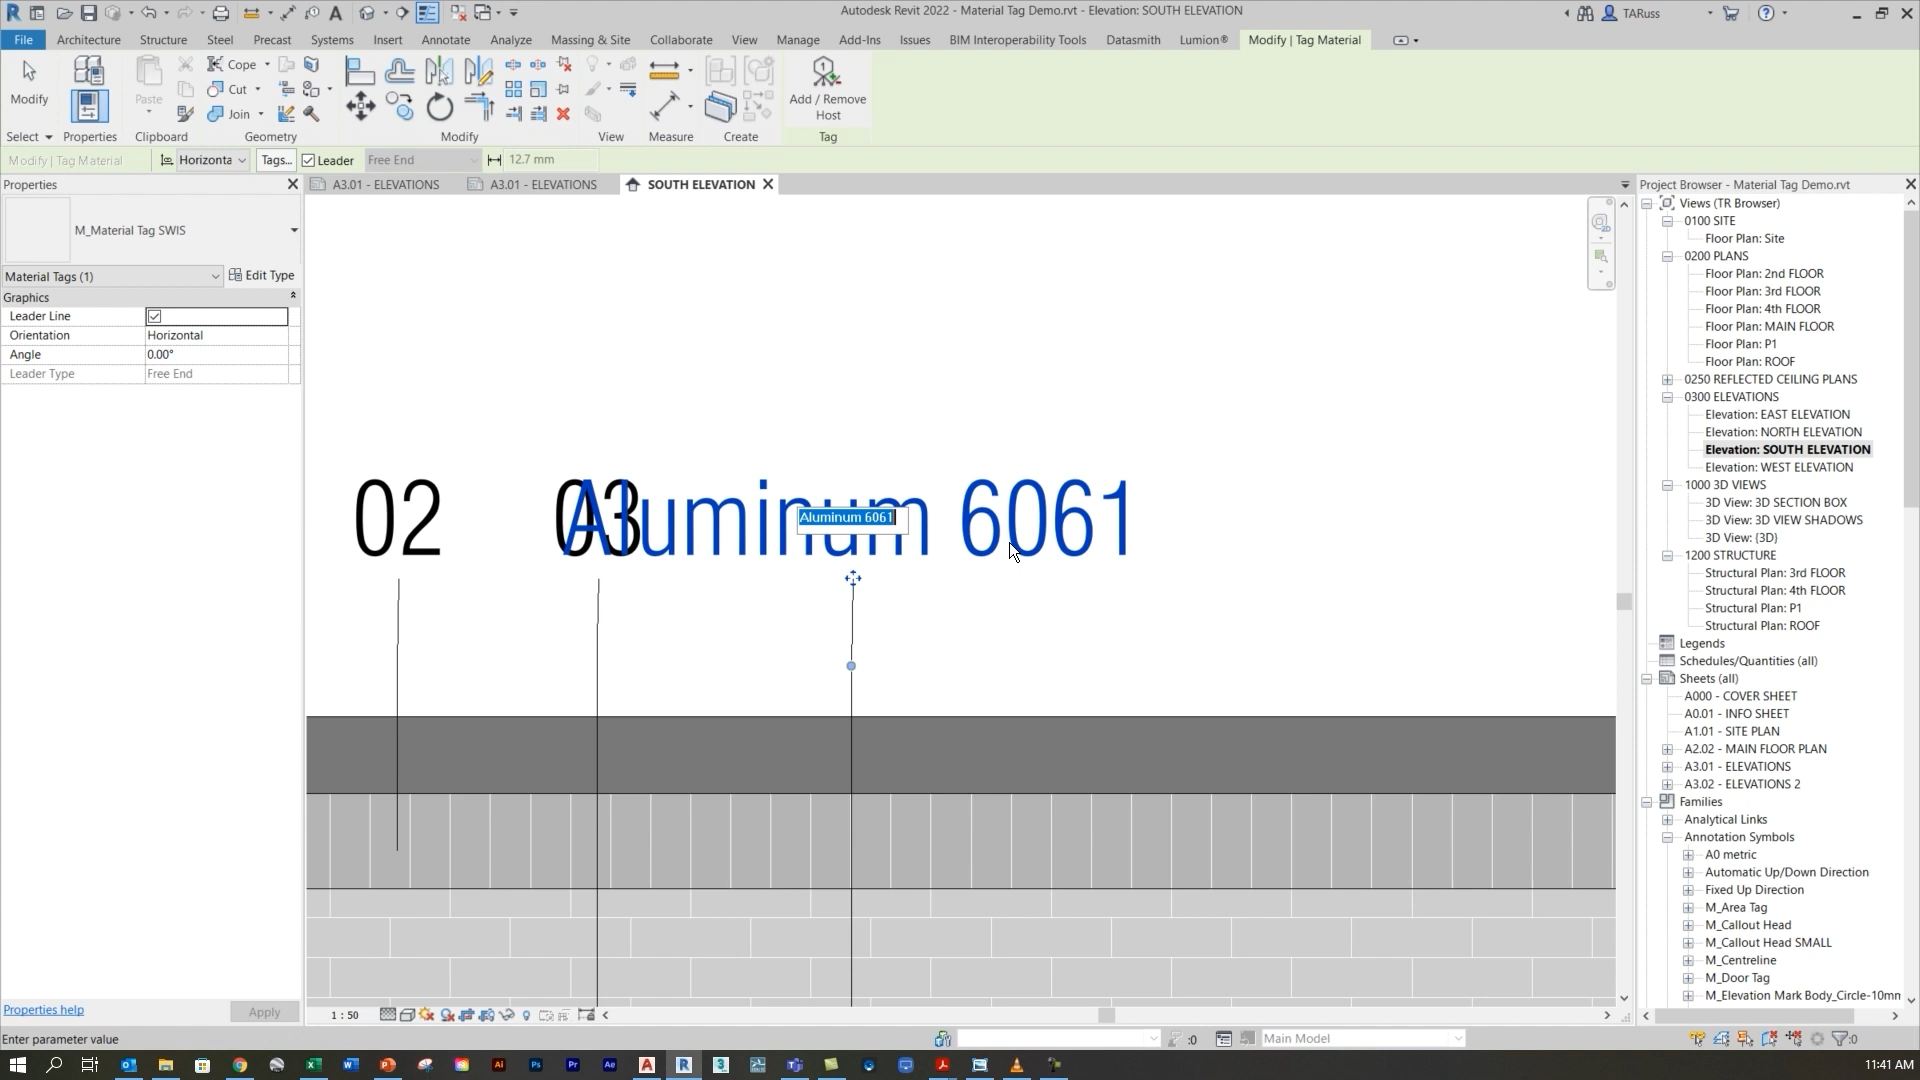 Autodesk Revit 2022 - Material Tag Demo.rvt - Elevation: SOUTH ELEVATION
TARuss
File Architecture Structure Steel Precast Systems Insert Annotate Analyze Massing & Site Collaborate View Manage Add-Ins Issues BIM Interoperability Tools Datasmith Lumion® Modify | Tag Material
Modify
Paste
Cope
Cut
Join
Add / Remove
Host
Select Properties Clipboard Geometry Modify View Measure Create Tag
Modify | Tag Material Horizonta Tags... Leader Free End 12.7 mm
Properties
M_Material Tag SWIS
Material Tags (1) Edit Type
Graphics
Leader Line
Orientation Horizontal
Angle 0.00°
Leader Type Free End
Properties help Apply
A3.01 - ELEVATIONS A3.01 - ELEVATIONS SOUTH ELEVATION
02 03 Aluminum 6061
Aluminum 6061
1 : 50
Project Browser - Material Tag Demo.rvt
Views (TR Browser)
0100 SITE
Floor Plan: Site
0200 PLANS
Floor Plan: 2nd FLOOR
Floor Plan: 3rd FLOOR
Floor Plan: 4th FLOOR
Floor Plan: MAIN FLOOR
Floor Plan: P1
Floor Plan: ROOF
0250 REFLECTED CEILING PLANS
0300 ELEVATIONS
Elevation: EAST ELEVATION
Elevation: NORTH ELEVATION
Elevation: SOUTH ELEVATION
Elevation: WEST ELEVATION
1000 3D VIEWS
3D View: 3D SECTION BOX
3D View: 3D VIEW SHADOWS
3D View: {3D}
1200 STRUCTURE
Structural Plan: 3rd FLOOR
Structural Plan: 4th FLOOR
Structural Plan: P1
Structural Plan: ROOF
Legends
Schedules/Quantities (all)
Sheets (all)
A000 - COVER SHEET
A0.01 - INFO SHEET
A1.01 - SITE PLAN
A2.02 - MAIN FLOOR PLAN
A3.01 - ELEVATIONS
A3.02 - ELEVATIONS 2
Families
Analytical Links
Annotation Symbols
A0 metric
Automatic Up/Down Direction
Fixed Up Direction
M_Area Tag
M_Callout Head
M_Callout Head SMALL
M_Centreline
M_Door Tag
M_Elevation Mark Body_Circle-10mm
Enter parameter value :0 Main Model :0
11:41 AM